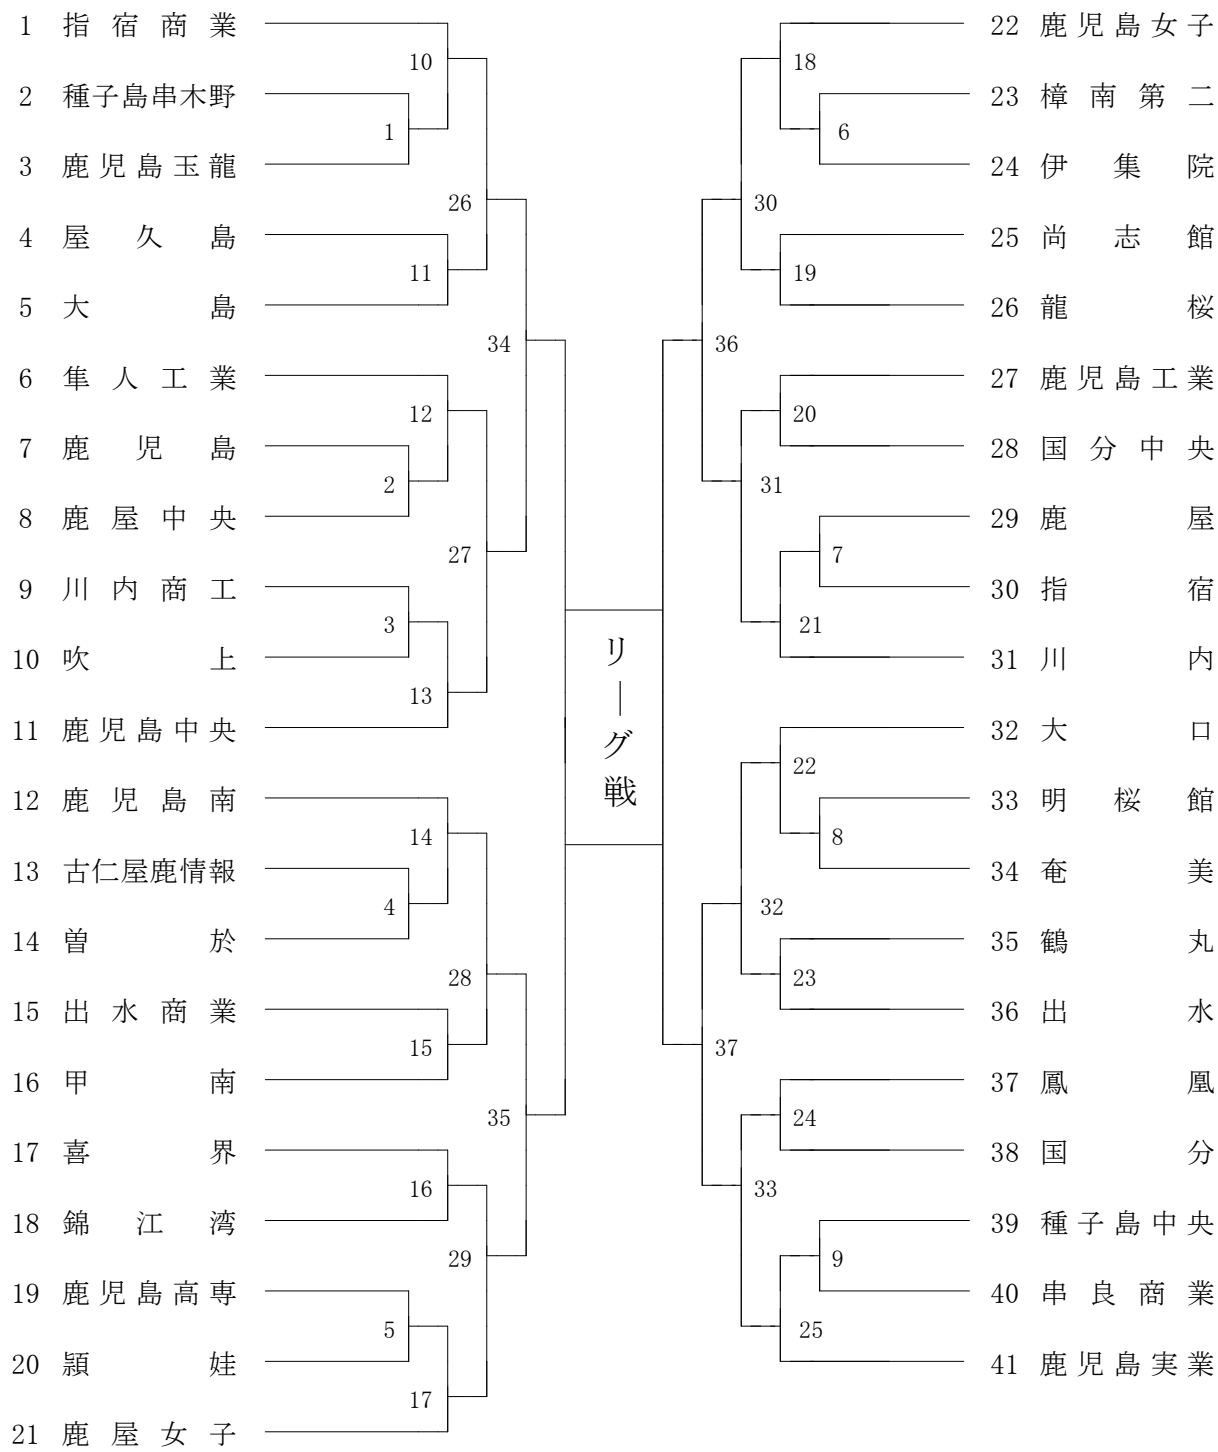 1 指宿商業
10
2 種子島串木野
1
3 鹿児島玉龍
26
4 屋久島
11
5 大島
34
6 隼人工業
12
7 鹿児島
2
8 鹿屋中央
27
9 川内商工
3
10 吹上
13
11 鹿児島中央
12 鹿児島南
14
13 古仁屋鹿情報
4
14 曽於
28
15 出水商業
15
16 甲南
35
17 喜界
16
18 錦江湾
29
19 鹿児島高専
5
20 頴娃
17
21 鹿屋女子
リーグ戦
22 鹿児島女子
18
23 樟南第二
6
24 伊集院
30
25 尚志館
19
26 龍桜
36
27 鹿児島工業
20
28 国分中央
31
29 鹿屋
7
30 指宿
21
31 川内
32 大口
22
33 明桜館
8
34 奄美
32
35 鶴丸
23
36 出水
37
37 鳳凰
24
38 国分
33
39 種子島中央
9
40 串良商業
25
41 鹿児島実業